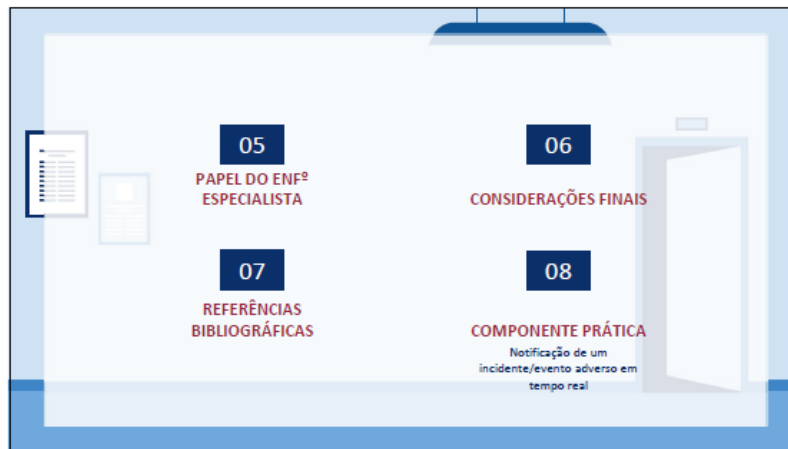 05
PAPEL DO ENFº
ESPECIALISTA
06
CONSIDERAÇÕES FINAIS
07
REFERÊNCIAS
BIBLIOGRÁFICAS
08
COMPONENTE PRÁTICA
Notificação de um
incidente/evento adverso em
tempo real